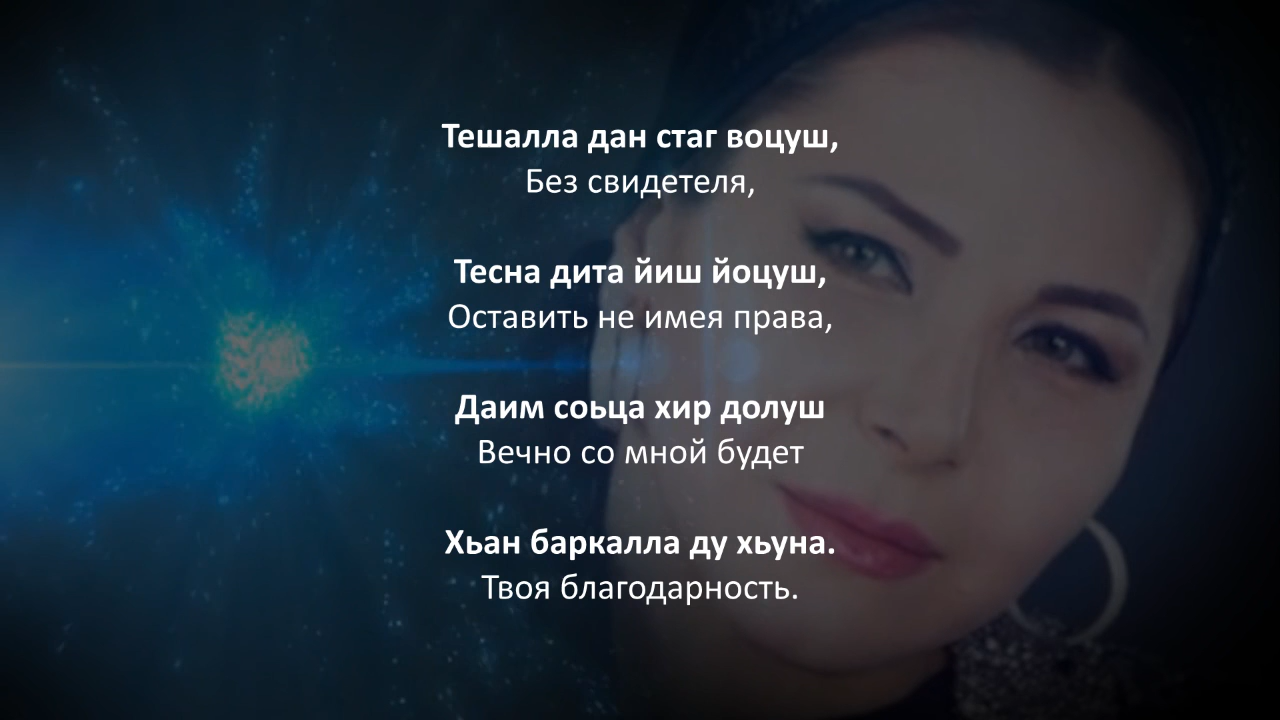 Тешалла дан стаг воцуш,
Без свидетеля,
Тесна дита йиш йоцуш,
Оставить не имея права,
Даим соьца хир долуш
Вечно со мной будет
Хьан баркалла ду хьуна.
Твоя благодарность.